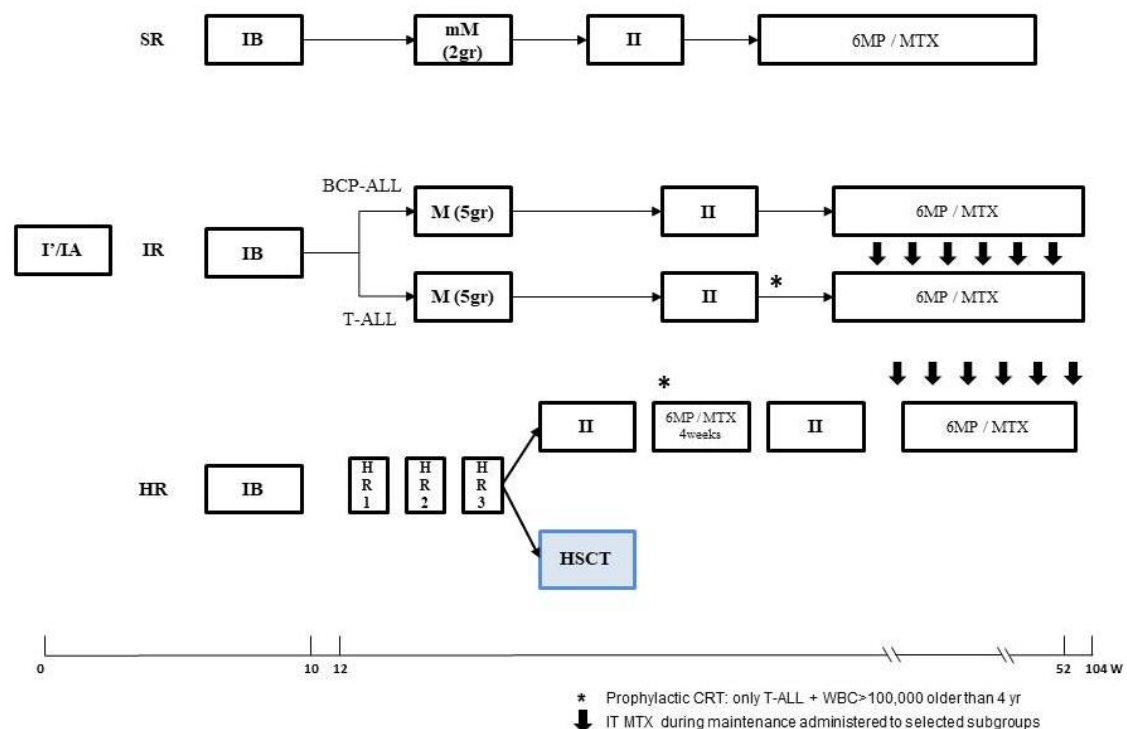 SR
IB
mM
(2gr)
II
6MP / MTX
BCP-ALL
M (5gr)
II
6MP / MTX
I'/IA
IR
IB
T-ALL
M (5gr)
II
*
6MP / MTX
*
II
6MP / MTX
4weeks
II
6MP / MTX
HR
IB
H
R
1
H
R
2
H
R
3
HSCT
0
10
12
52
104 W
* Prophylactic CRT: only T-ALL + WBC>100,000 older than 4 yr
IT MTX during maintenance administered to selected subgroups